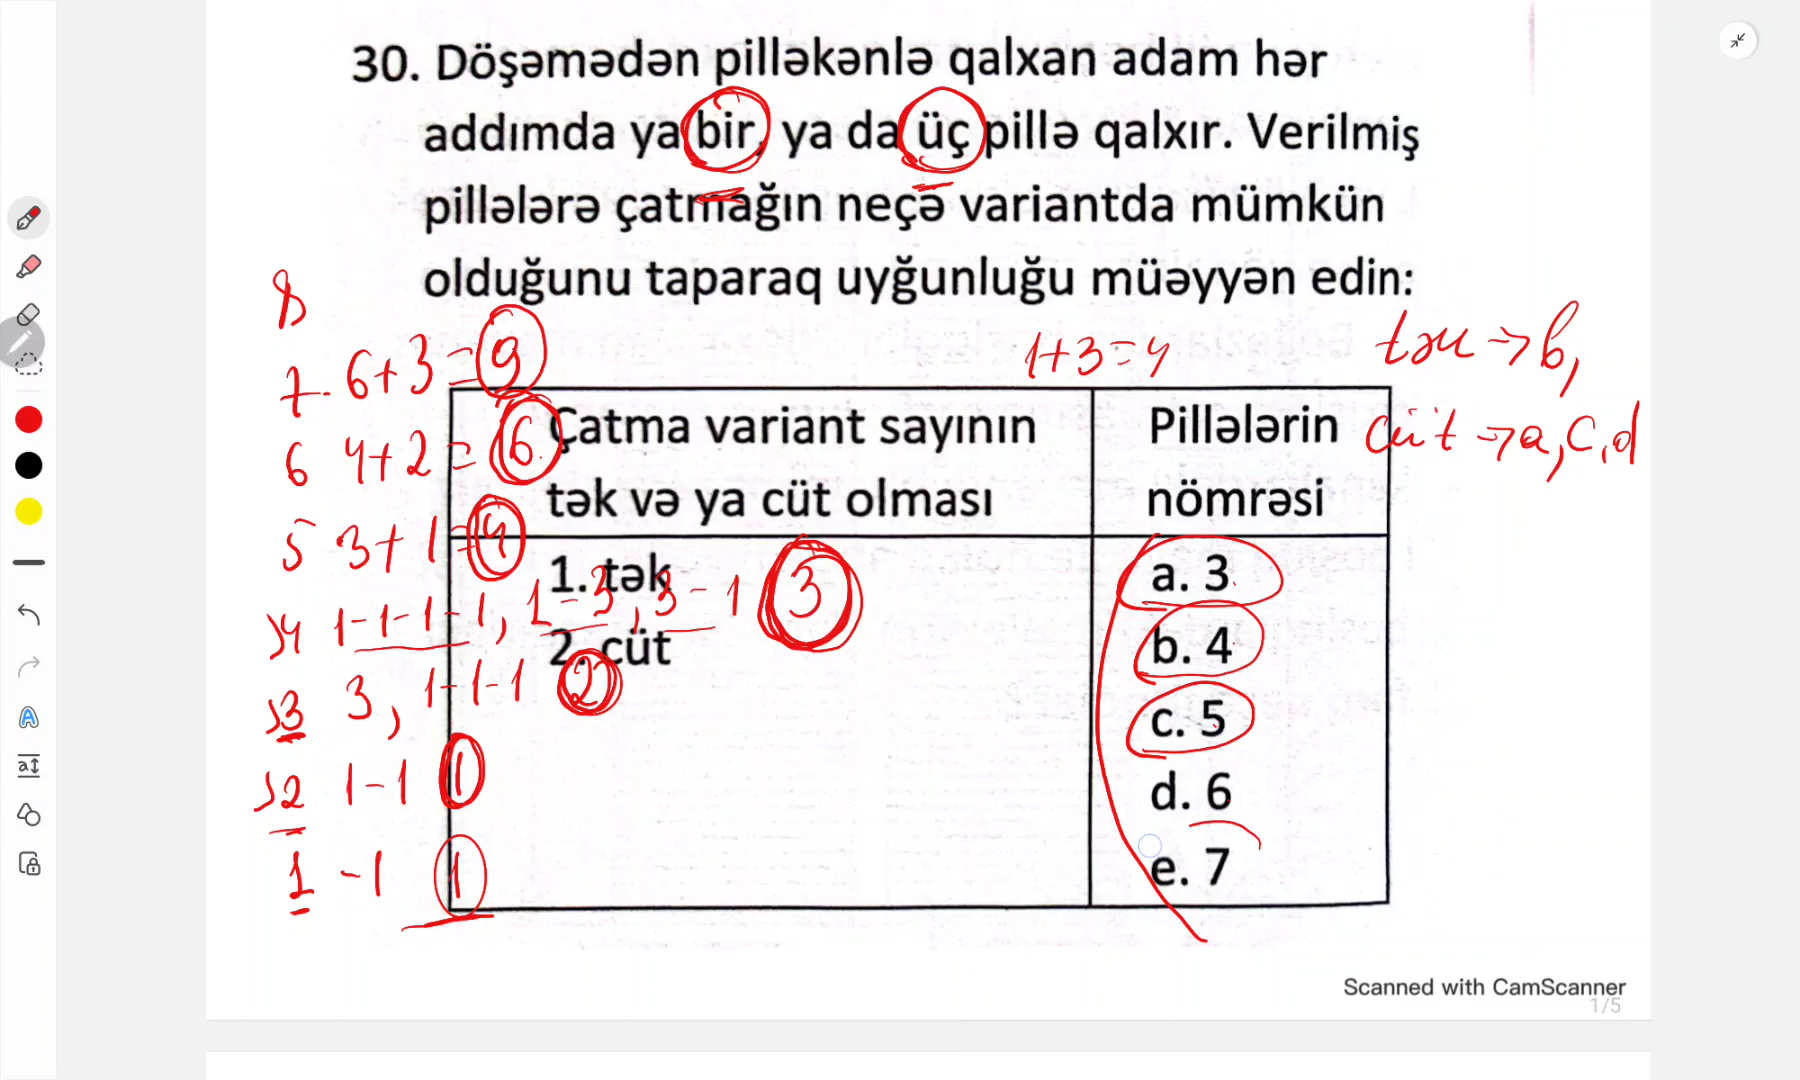 30. Döşəmədən pilləkənlə qalxan adam hər
addımda ya bir, ya da üç pillə qalxır. Verilmiş
pillələrə çatmağın neçə variantda mümkün
olduğunu taparaq uyğunluğu müəyyən edin:
8
7. 6+3=9
6 4+2=6
5 3+1=4
4 1-1-1-1, 1-3, 3-1 3
3 3, 1-1-1 2
2 1-1 1
1 -1 1
1+3=4
tək → b,
cüt → a, c, d
Çatma variant sayının
tək və ya cüt olması
Pillələrin
nömrəsi
1. tək
2. cüt
a. 3
b. 4
c. 5
d. 6
e. 7
Scanned with CamScanner
1/5